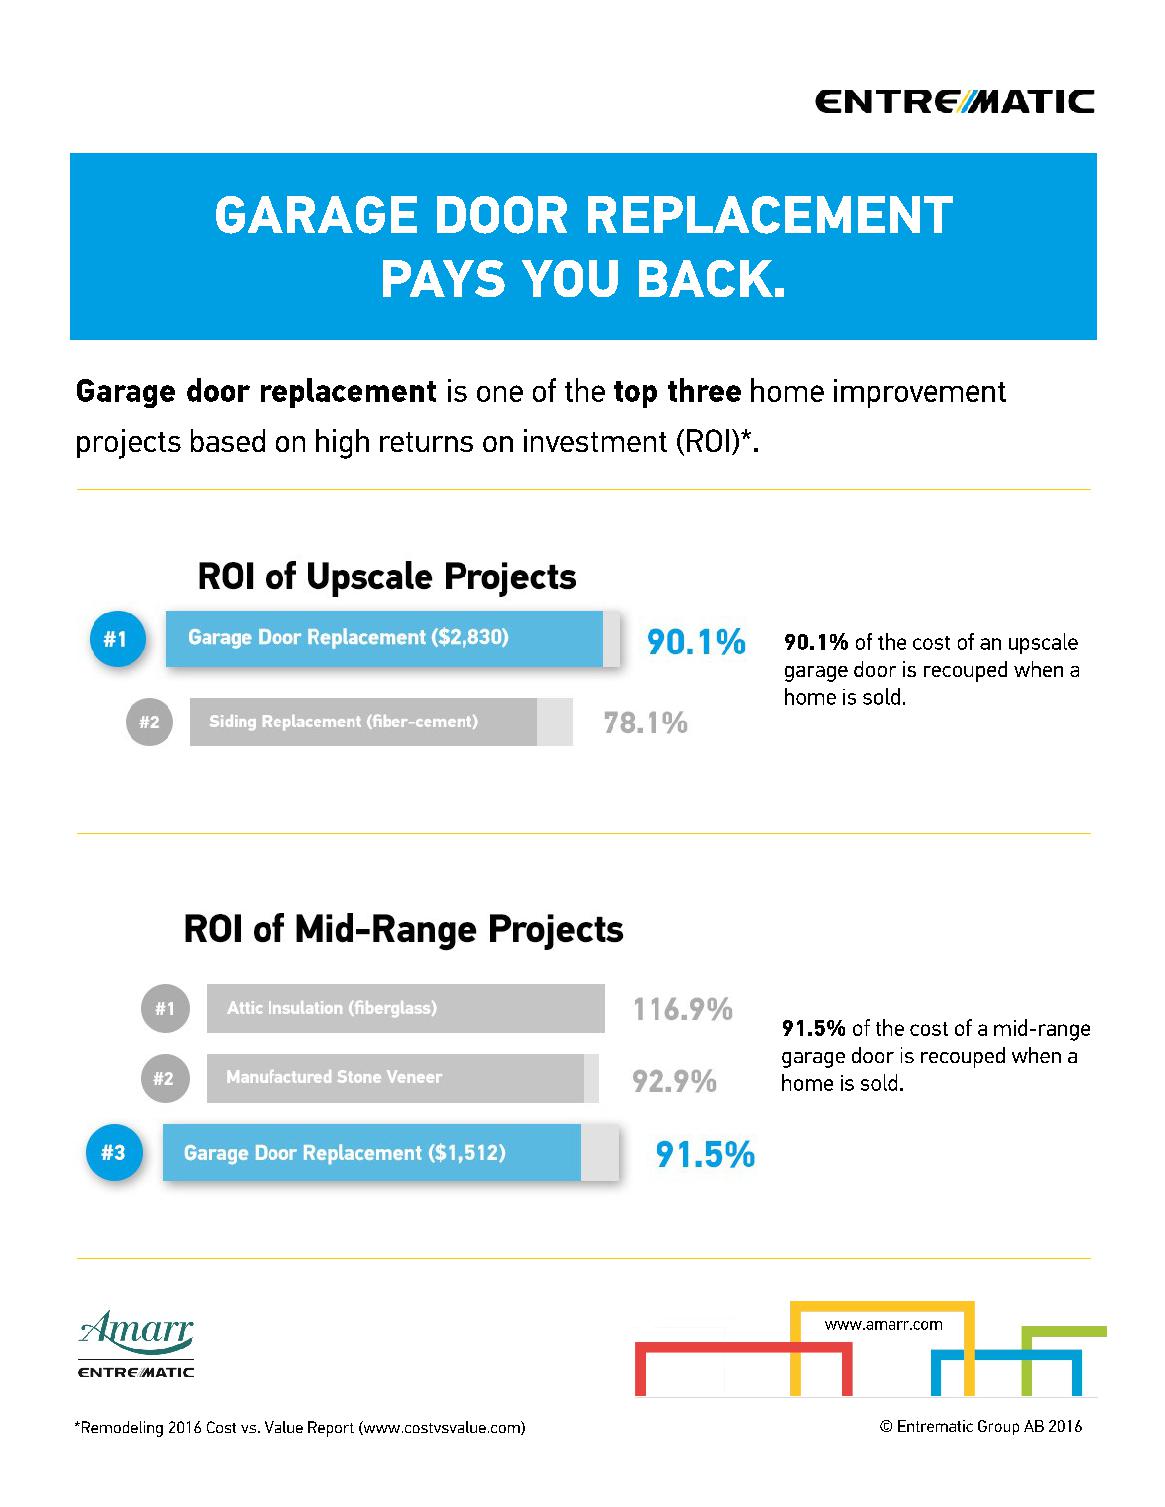 ENTREMATIC
GARAGE DOOR REPLACEMENT
PAYS YOU BACK.
Garage door replacement is one of the top three home improvement
projects based on high returns on investment (ROI)*.
ROI of Upscale Projects
#1 Garage Door Replacement ($2,830) 90.1%
#2 Siding Replacement (fiber-cement) 78.1%
90.1% of the cost of an upscale
garage door is recouped when a
home is sold.
ROI of Mid-Range Projects
#1 Attic Insulation (fiberglass) 116.9%
#2 Manufactured Stone Veneer 92.9%
#3 Garage Door Replacement ($1,512) 91.5%
91.5% of the cost of a mid-range
garage door is recouped when a
home is sold.
Amarr
ENTREMATIC
www.amarr.com
*Remodeling 2016 Cost vs. Value Report (www.costvsvalue.com)
© Entrematic Group AB 2016